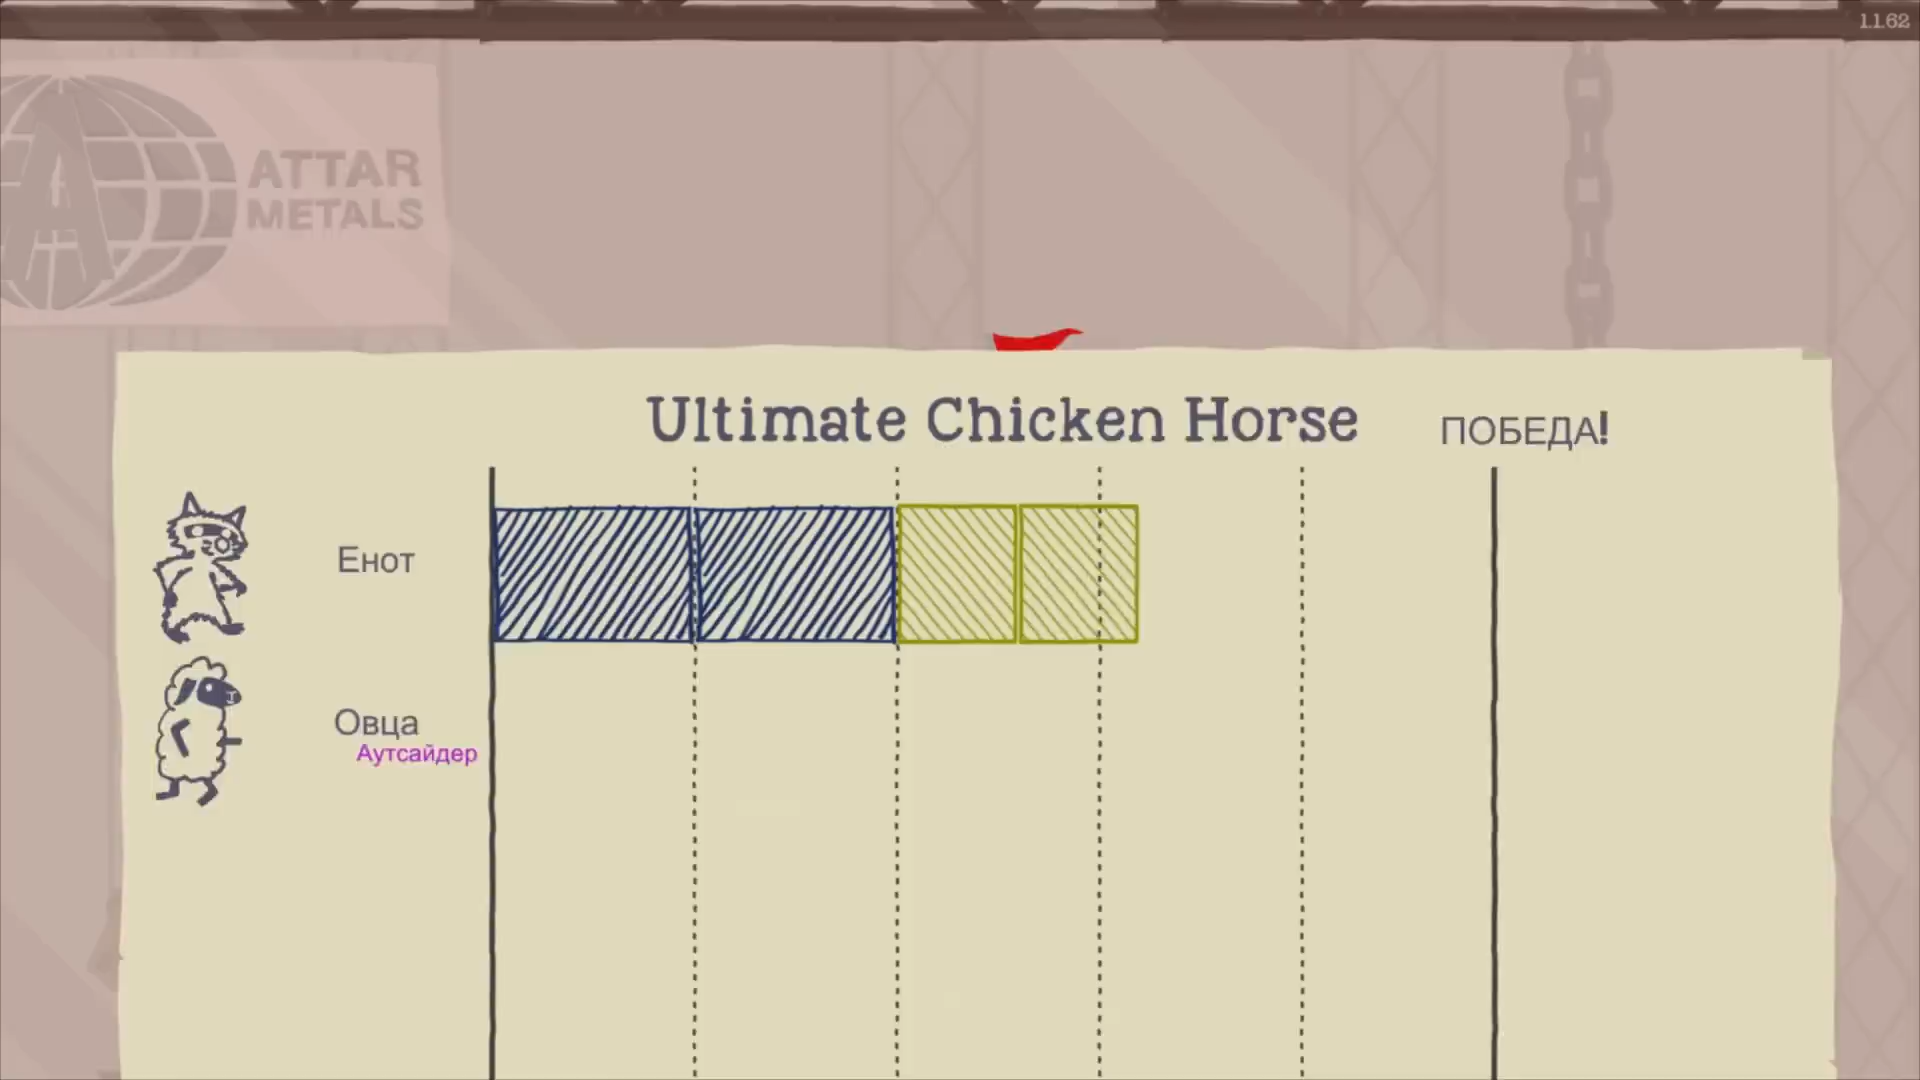 1.1.62
ATTAR
METALS
Ultimate Chicken Horse
ПОБЕДА!
Енот
Овца
Аутсайдер